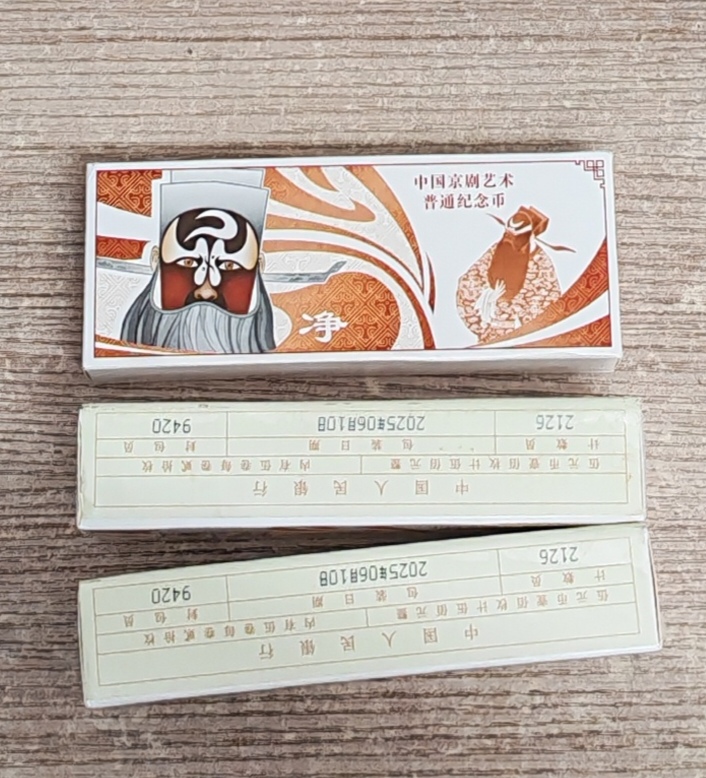 中国京剧艺术
普通纪念币
净
中国人民银行
伍元币壹佰枚计伍佰元整 内有伍卷每卷贰拾枚
计数员 包装日期 封包员
2126 2025年06月10日 9420
中国人民银行
伍元币壹佰枚计伍佰元整 内有伍卷每卷贰拾枚
计数员 包装日期 封包员
2126 2025年06月10日 9420